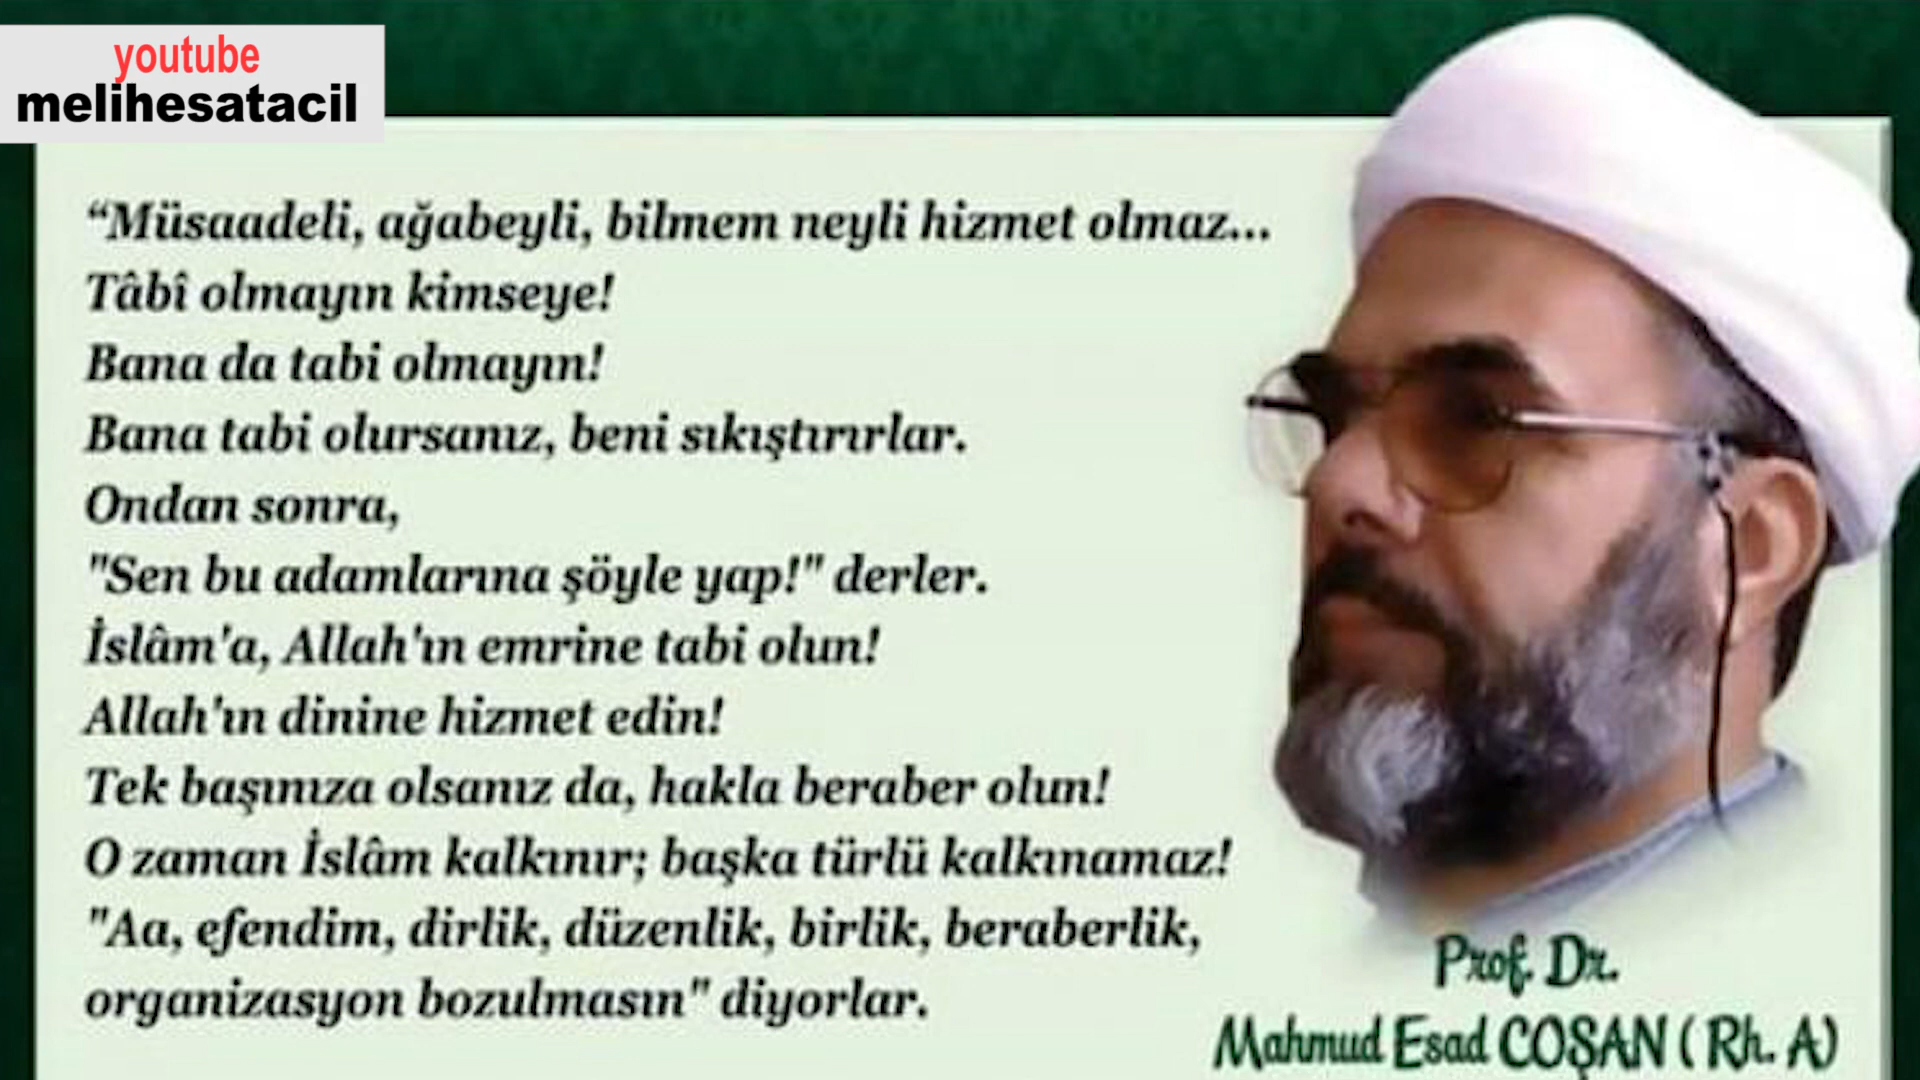 youtube
melihesatacil
“Müsaadeli, ağabeyli, bilmem neyli hizmet olmaz...
Tâbî olmayın kimseye!
Bana da tabi olmayın!
Bana tabi olursanız, beni sıkıştırırlar.
Ondan sonra,
"Sen bu adamlarına şöyle yap!" derler.
İslâm'a, Allah'ın emrine tabi olun!
Allah'ın dinine hizmet edin!
Tek başınıza olsanız da, hakla beraber olun!
O zaman İslâm kalkınır; başka türlü kalkınamaz!
"Aa, efendim, dirlik, düzenlik, birlik, beraberlik,
organizasyon bozulmasın" diyorlar.
Prof. Dr.
Mahmud Esad COŞAN ( Rh. A)